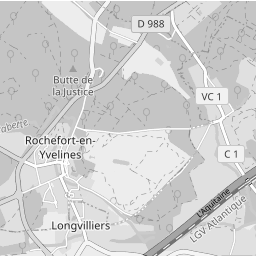 D 988
Butte de
la Justice
VC 1
Rochefort-en-
Yvelines
C 1
L'Aquitaine
LGV Atlantique
Longvilliers